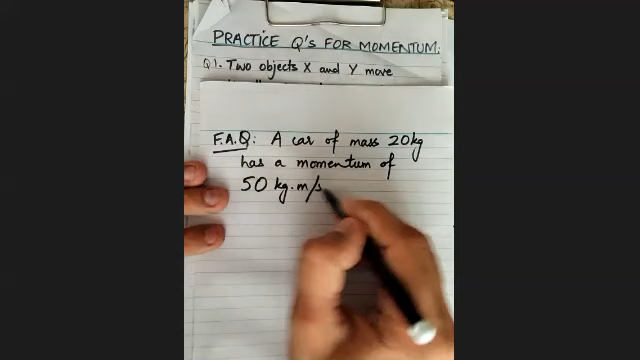 PRACTICE Q's FOR MOMENTUM:
Q1. Two objects X and Y move
F.A.Q: A car of mass 20kg
has a momentum of
50 kg.m/s